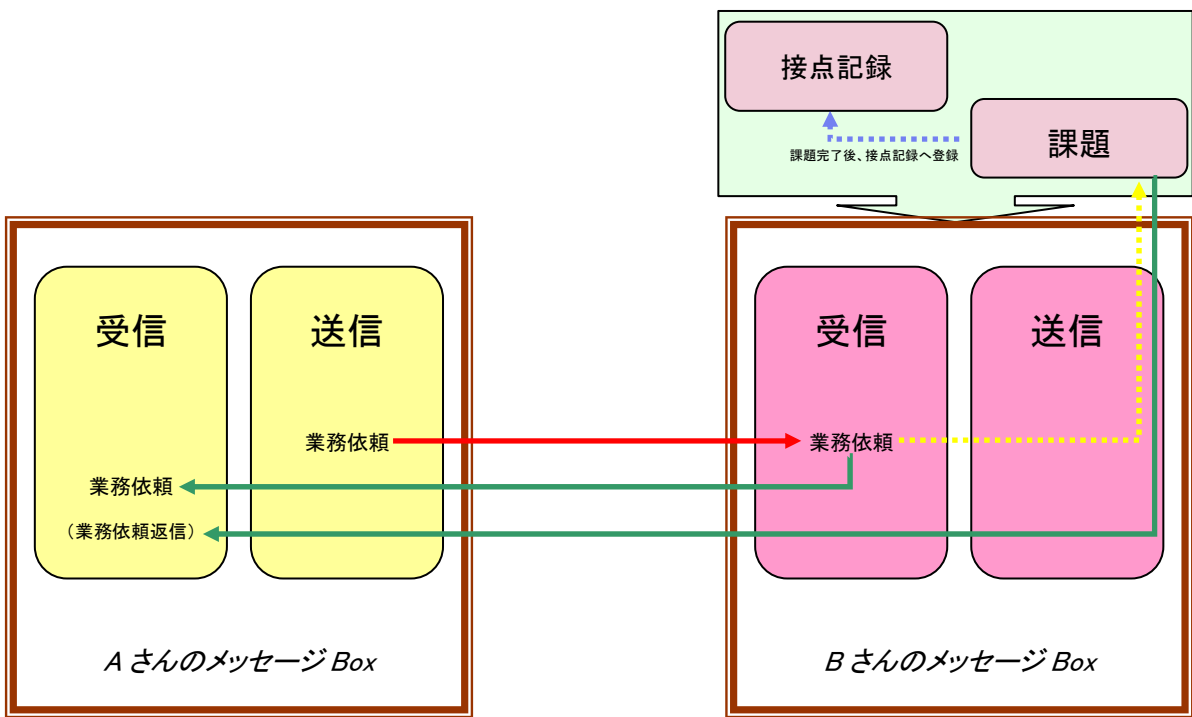 接点記録
課題
課題完了後、接点記録へ登録
受信
送信
業務依頼
業務依頼
(業務依頼返信)
Aさんのメッセージ Box
受信
送信
業務依頼
Bさんのメッセージ Box